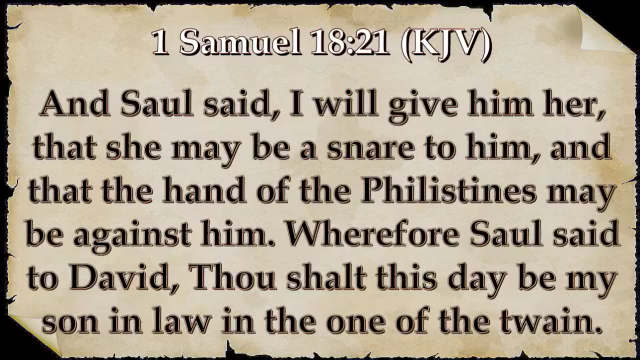 1 Samuel 18:21 (KJV)
And Saul said, I will give him her,
that she may be a snare to him, and
that the hand of the Philistines may
be against him. Wherefore Saul said
to David, Thou shalt this day be my
son in law in the one of the twain.